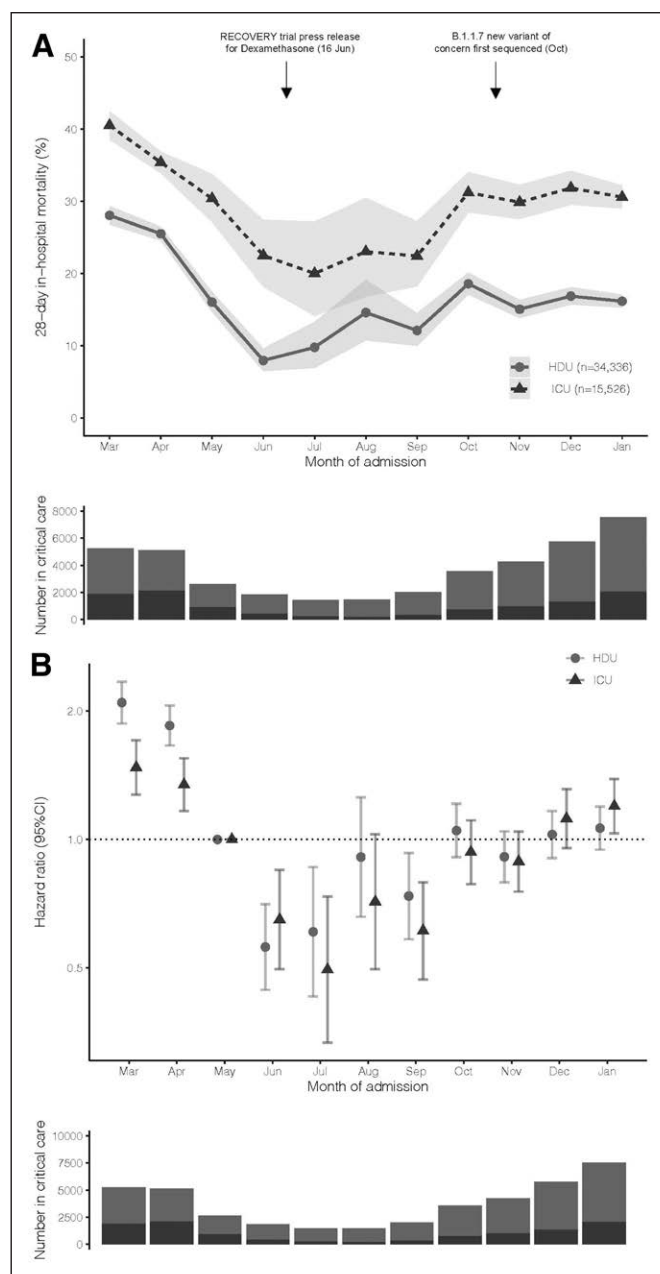 A
RECOVERY trial press release
for Dexamethasone (16 Jun)
B.1.1.7 new variant of
concern first sequenced (Oct)
28-day in-hospital mortality (%)
50
40
30
20
10
0
HDU (n=34,336)
ICU (n=15,526)
Mar Apr May Jun Jul Aug Sep Oct Nov Dec Jan
Month of admission
Number in critical care
8000
6000
4000
2000
0
B
HDU
ICU
Hazard ratio (95%CI)
2.0
1.0
0.5
Mar Apr May Jun Jul Aug Sep Oct Nov Dec Jan
Month of admission
Number in critical care
10000
7500
5000
2500
0